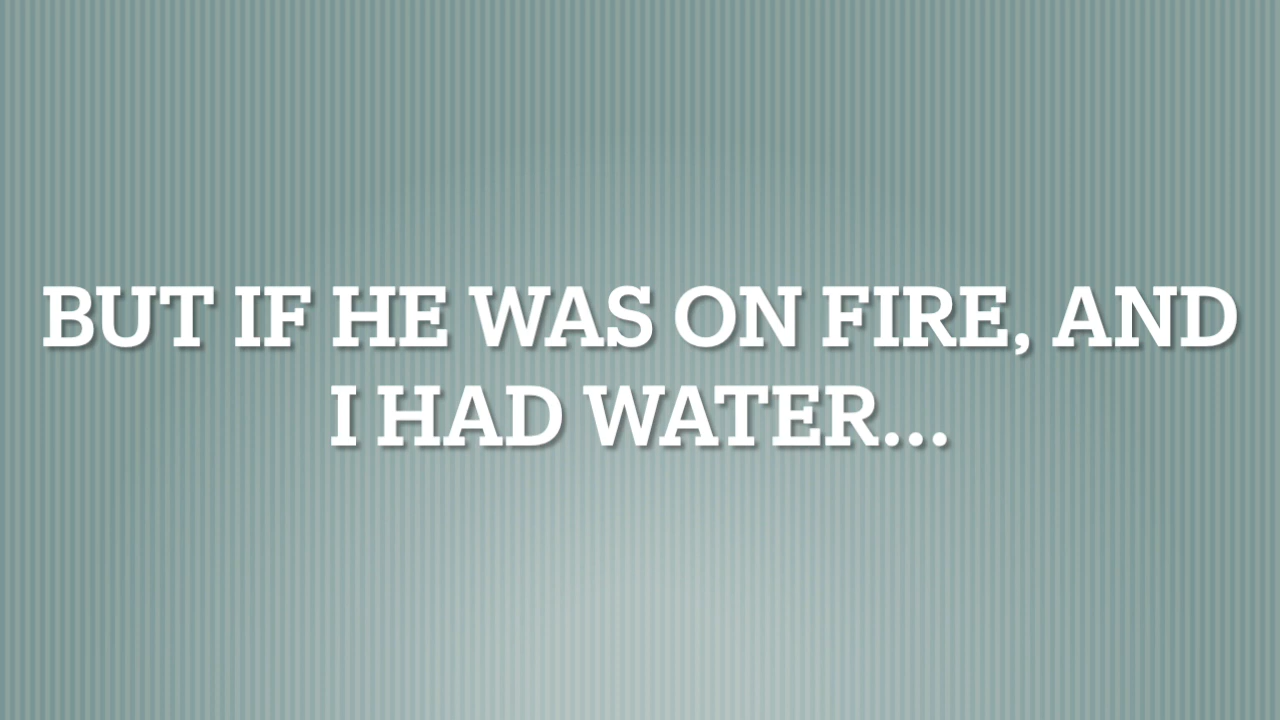 BUT IF HE WAS ON FIRE, AND
I HAD WATER...